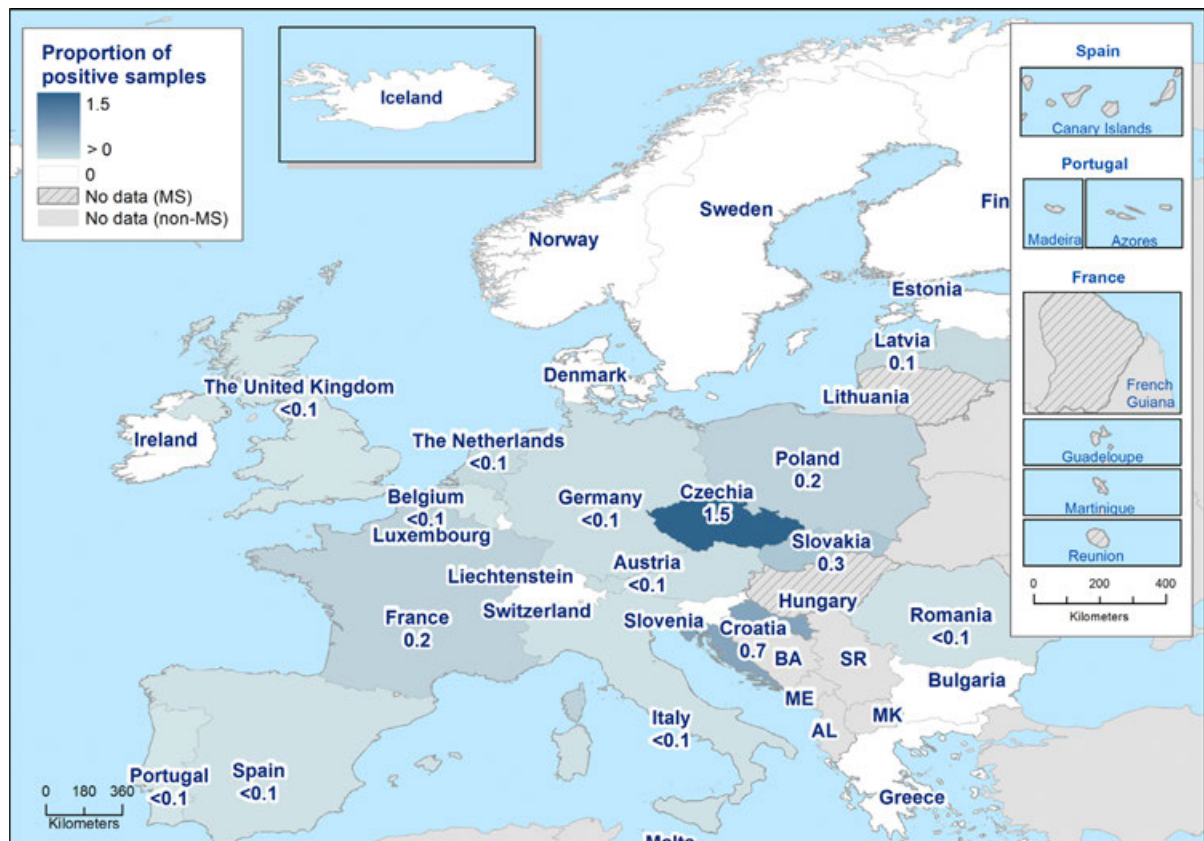 Proportion of
positive samples
1.5
> 0
0
No data (MS)
No data (non-MS)
Iceland
Spain
Canary Islands
Portugal
Madeira
Azores
France
French
Guiana
Guadeloupe
Martinique
Reunion
0 200 400
Kilometers
Norway
Sweden
Fin
Estonia
Latvia
0.1
Lithuania
Denmark
The United Kingdom
<0.1
Ireland
The Netherlands
<0.1
Belgium
<0.1
Luxembourg
Germany
<0.1
Poland
0.2
Czechia
1.5
Slovakia
0.3
Austria
<0.1
Liechtenstein
Switzerland
France
0.2
Hungary
Slovenia
Croatia
0.7
Romania
<0.1
BA
SR
ME
MK
AL
Bulgaria
Italy
<0.1
Portugal
<0.1
Spain
<0.1
Greece
0 180 360
Kilometers
Malta